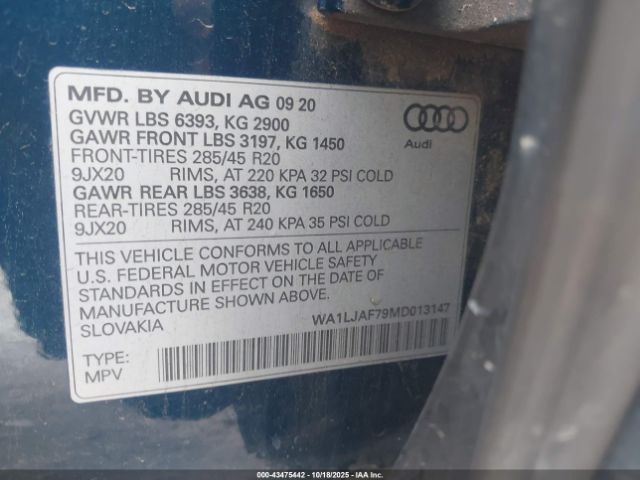 MFD. BY AUDI AG 09 20
GVWR LBS 6393, KG 2900
GAWR FRONT LBS 3197, KG 1450
FRONT-TIRES 285/45 R20
9JX20 RIMS, AT 220 KPA 32 PSI COLD
GAWR REAR LBS 3638, KG 1650
REAR-TIRES 285/45 R20
9JX20 RIMS, AT 240 KPA 35 PSI COLD
Audi
THIS VEHICLE CONFORMS TO ALL APPLICABLE
U.S. FEDERAL MOTOR VEHICLE SAFETY
STANDARDS IN EFFECT ON THE DATE OF
MANUFACTURE SHOWN ABOVE.
SLOVAKIA
WA1LJAF79MD013147
TYPE:
MPV
000-43475442 | 10/18/2025 | IAA, Inc.